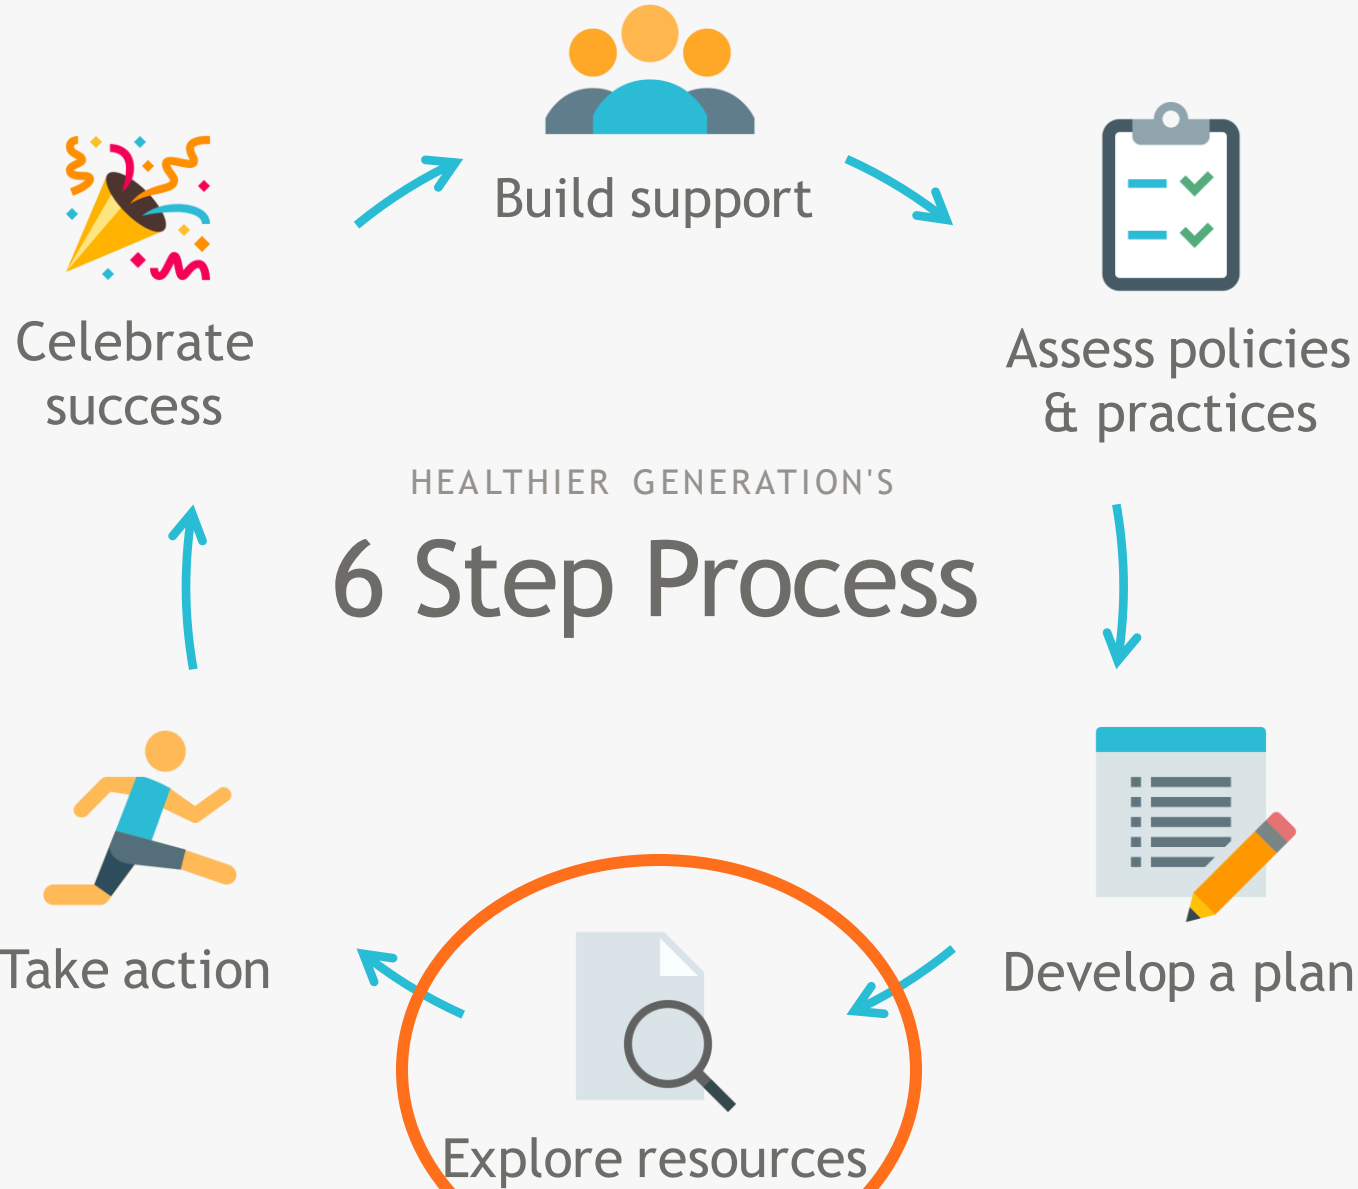 Build support
Celebrate
success
Assess policies
& practices
HEALTHIER GENERATION'S
6 Step Process
Take action
Develop a plan
Explore resources